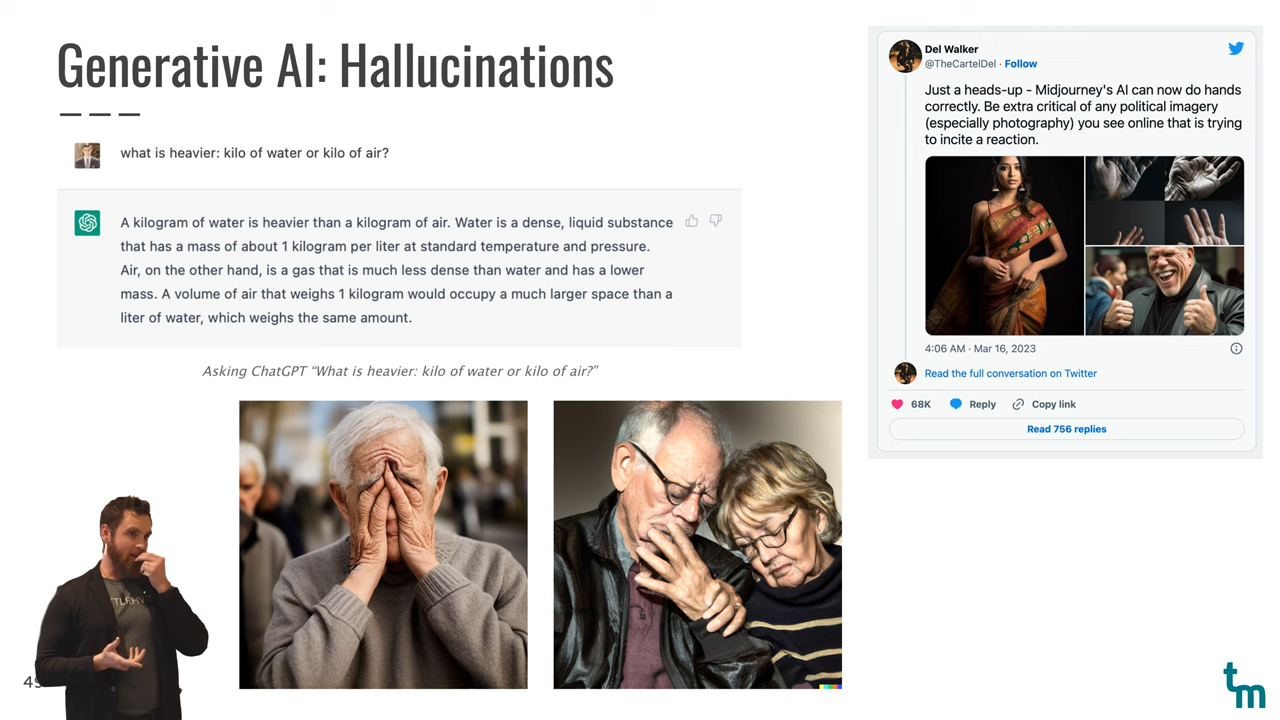 Generative AI: Hallucinations
what is heavier: kilo of water or kilo of air?
A kilogram of water is heavier than a kilogram of air. Water is a dense, liquid substance
that has a mass of about 1 kilogram per liter at standard temperature and pressure.
Air, on the other hand, is a gas that is much less dense than water and has a lower
mass. A volume of air that weighs 1 kilogram would occupy a much larger space than a
liter of water, which weighs the same amount.
Asking ChatGPT “What is heavier: kilo of water or kilo of air?”
Del Walker
@TheCartelDel · Follow
Just a heads-up - Midjourney's AI can now do hands
correctly. Be extra critical of any political imagery
(especially photography) you see online that is trying
to incite a reaction.
4:06 AM · Mar 16, 2023
Read the full conversation on Twitter
68K Reply Copy link
Read 756 replies
tm